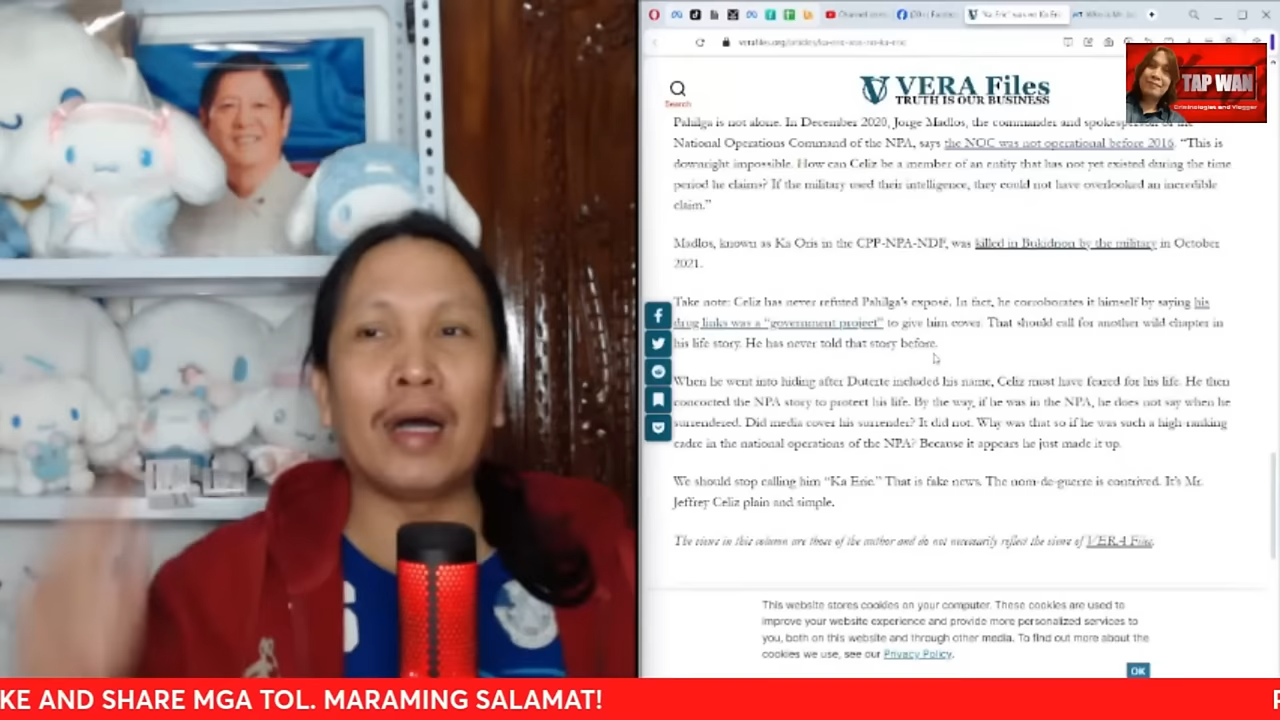 Search
VERA Files
TRUTH IS OUR BUSINESS
TAP WAN
Criminologist and Vlogger
Pahilga is not alone. In December 2020, Jorge Madlos, the commander and spokesperson of the
National Operations Command of the NPA, says the NOC was not operational before 2016. “This is
downright impossible. How can Celiz be a member of an entity that has not yet existed during the time
period he claims? If the military used their intelligence, they could not have overlooked an incredible
claim.”
Madlos, known as Ka Oris in the CPP-NPA-NDF, was killed in Bukidnon by the military in October
2021.
Take note: Celiz has never refuted Pahilga’s exposé. In fact, he corroborates it himself by saying his
drug links was a “government project” to give him cover. That should call for another wild chapter in
his life story. He has never told that story before.
When he went into hiding after Duterte included his name, Celiz must have feared for his life. He then
concocted the NPA story to protect his life. By the way, if he was in the NPA, he does not say when he
surrendered. Did media cover his surrender? It did not. Why was that so if he was such a high-ranking
cadre in the national operations of the NPA? Because it appears he just made it up.
We should stop calling him “Ka Eric.” That is fake news. The nom-de-guerre is contrived. It’s Mr.
Jeffrey Celiz plain and simple.
The views in this column are those of the author and do not necessarily reflect the views of VERA Files.
This website stores cookies on your computer. These cookies are used to
improve your website experience and provide more personalized services to
you, both on this website and through other media. To find out more about the
cookies we use, see our Privacy Policy.
OK
KE AND SHARE MGA TOL. MARAMING SALAMAT!